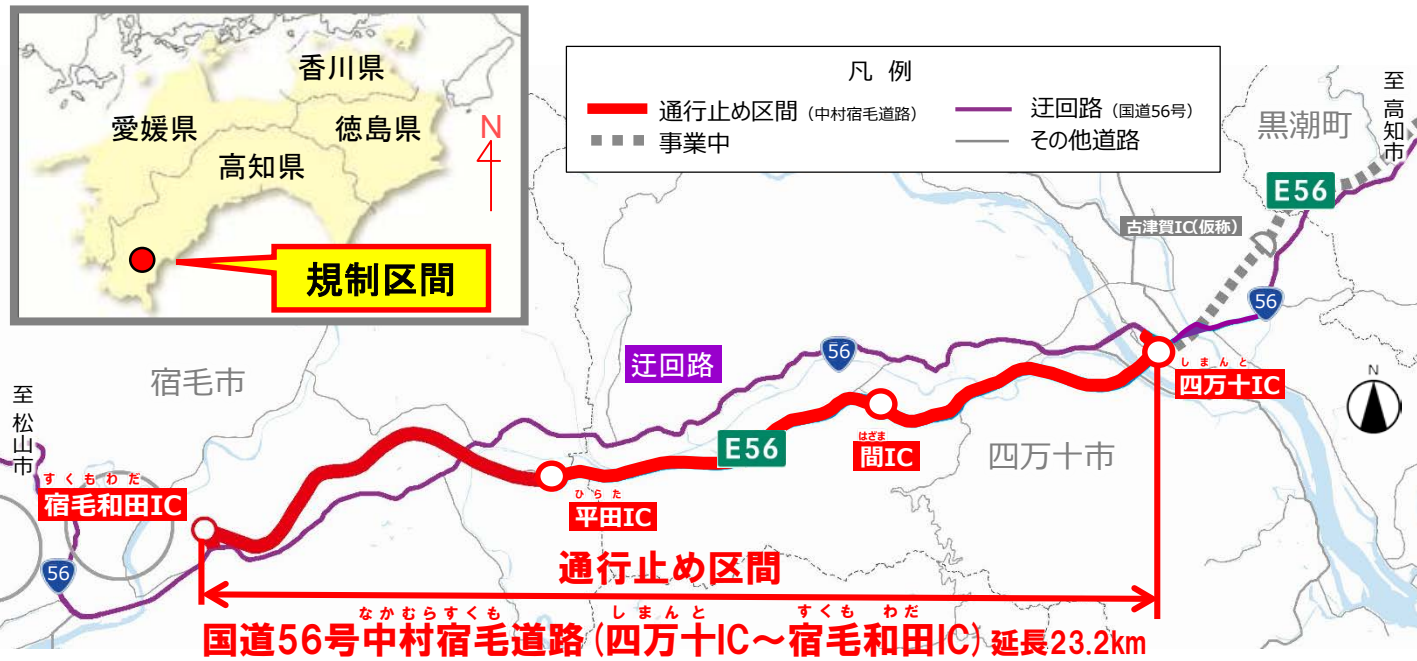 香川県
愛媛県
徳島県
高知県
N
規制区間
凡 例
通行止め区間 (中村宿毛道路)
迂回路 (国道56号)
事業中
その他道路
至 高知市
黒潮町
E56
古津賀IC(仮称)
56
宿毛市
迂回路
56
しまんと
四万十IC
N
至 松山市
E56
はざま
間IC
四万十市
すくもわだ
宿毛和田IC
ひらた
平田IC
56
通行止め区間
なかむらすくも しまんと すくも わだ
国道56号中村宿毛道路(四万十IC～宿毛和田IC) 延長23.2km